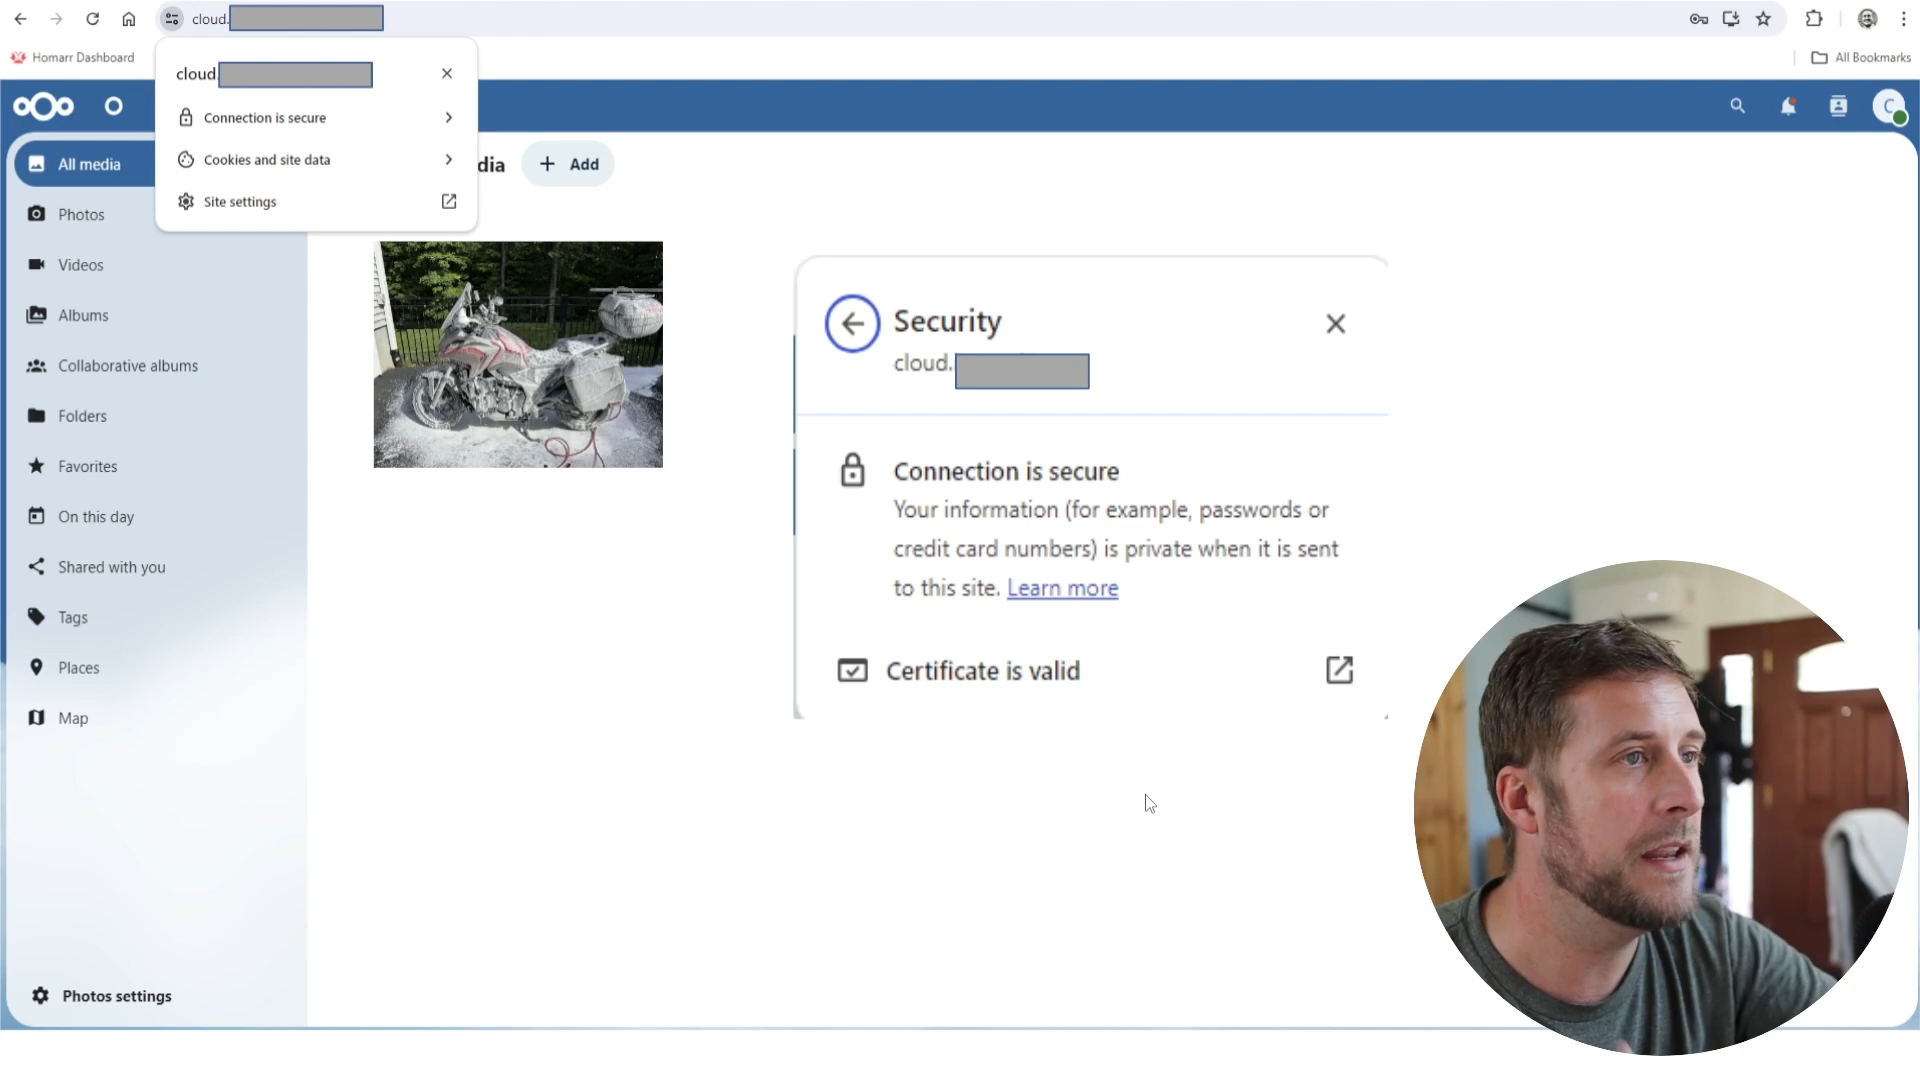 cloud.
Homarr Dashboard
All Bookmarks
cloud.
Connection is secure
Cookies and site data
Site settings
dia
+ Add
C
All media
Photos
Videos
Albums
Collaborative albums
Folders
Favorites
On this day
Shared with you
Tags
Places
Map
Photos settings
Security
cloud.
Connection is secure
Your information (for example, passwords or
credit card numbers) is private when it is sent
to this site. Learn more
Certificate is valid